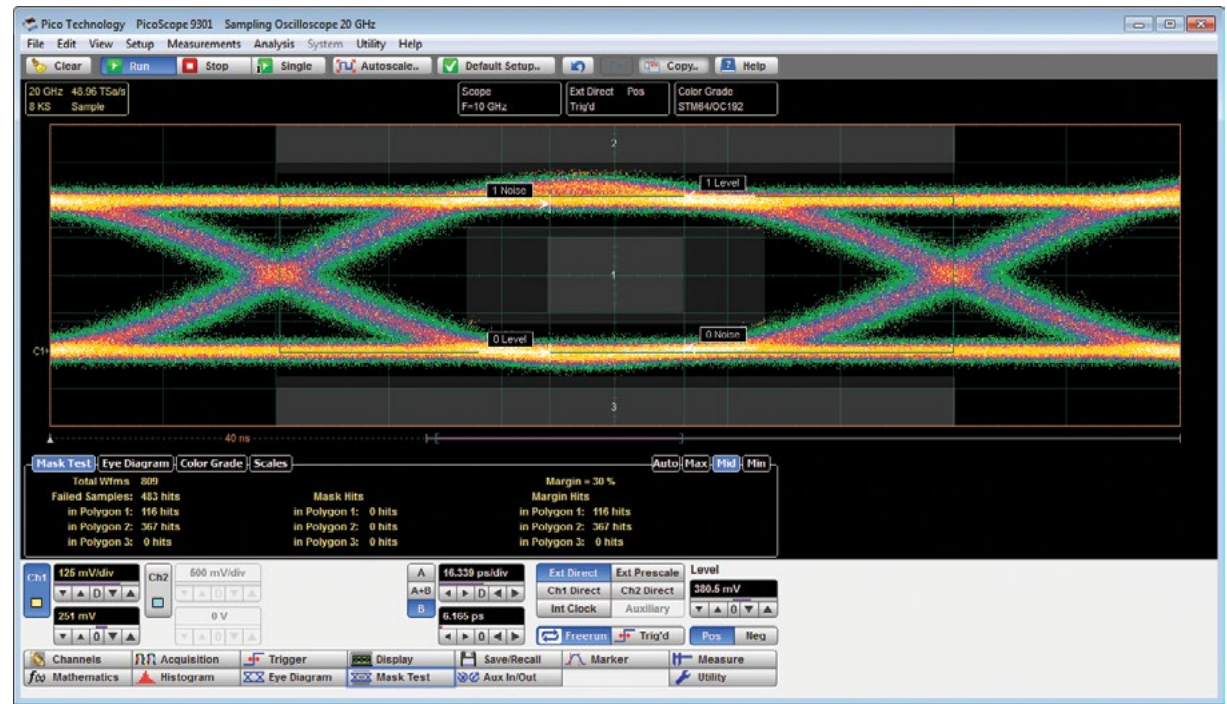 Pico Technology PicoScope 9301 Sampling Oscilloscope 20 GHz
File Edit View Setup Measurements Analysis System Utility Help
Clear Run Stop Single Autoscale.. Default Setup.. Copy.. Help
20 GHz 48.96 TSa/s Scope Ext Direct Pos Color Grade
8 KS Sample F=10 GHz Trig'd STM64/OC192
2
1 Noise 1 Level
1
0 Level 0 Noise
C1
3
40 ns
Mask Test Eye Diagram Color Grade Scales Auto Max Mid Min
Total Wfms 809 Margin = 30 %
Failed Samples: 483 hits Mask Hits Margin Hits
in Polygon 1: 116 hits in Polygon 1: 0 hits in Polygon 1: 116 hits
in Polygon 2: 367 hits in Polygon 2: 0 hits in Polygon 2: 367 hits
in Polygon 3: 0 hits in Polygon 3: 0 hits in Polygon 3: 0 hits
Ch1 125 mV/div Ch2 500 mV/div A 16.339 ps/div Ext Direct Ext Prescale Level
0 A+B D Ch1 Direct Ch2 Direct 380.5 mV
251 mV 0 V B 6.165 ps Int Clock Auxiliary 0
0 0 0 Freerun Trig'd Pos Neg
Channels Acquisition Trigger Display Save/Recall Marker Measure
f(x) Mathematics Histogram Eye Diagram Mask Test Aux In/Out Utility